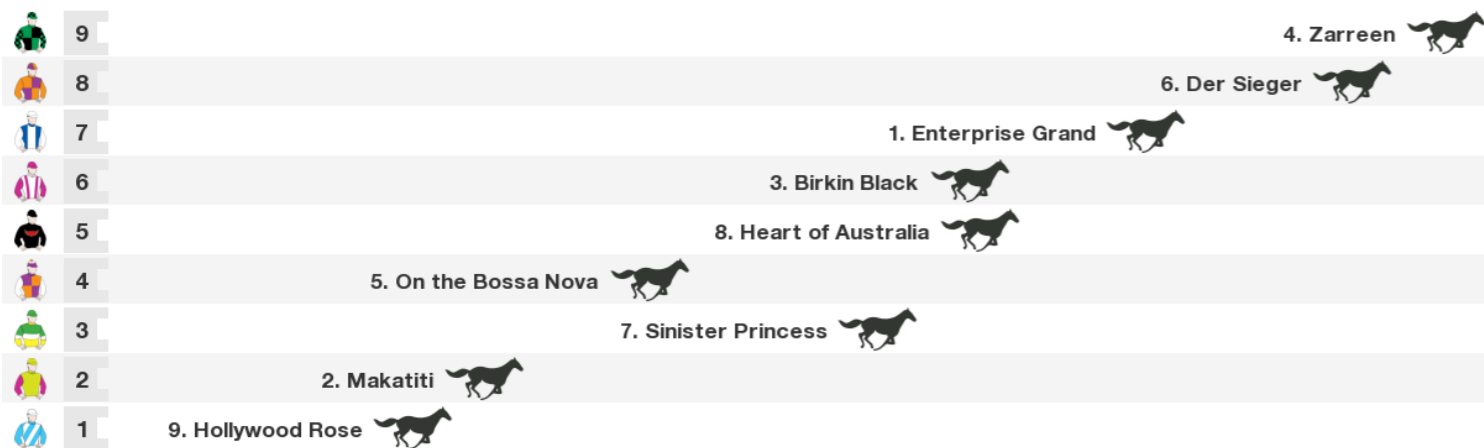 9 4. Zarreen
8 6. Der Sieger
7 1. Enterprise Grand
6 3. Birkin Black
5 8. Heart of Australia
4 5. On the Bossa Nova
3 7. Sinister Princess
2 2. Makatiti
1 9. Hollywood Rose